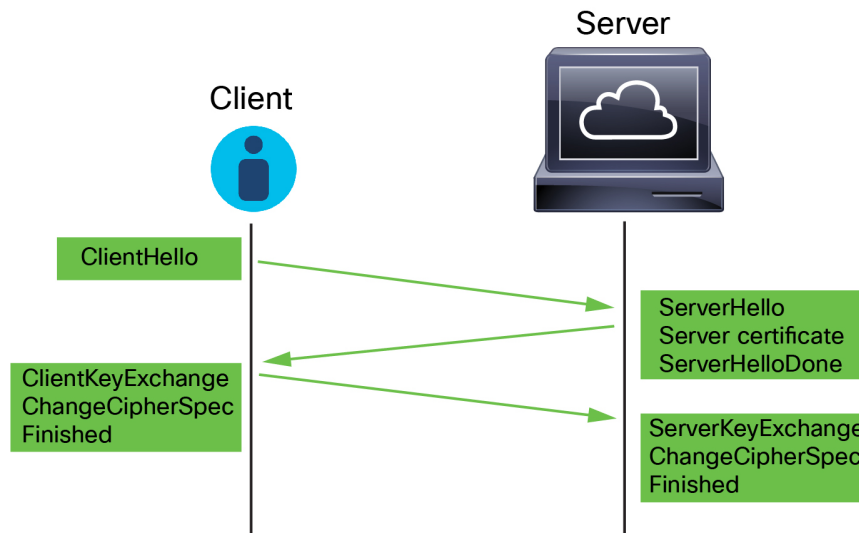 Server
Client
ClientHello
ServerHello
Server certificate
ServerHelloDone
ClientKeyExchange
ChangeCipherSpec
Finished
ServerKeyExchange
ChangeCipherSpec
Finished